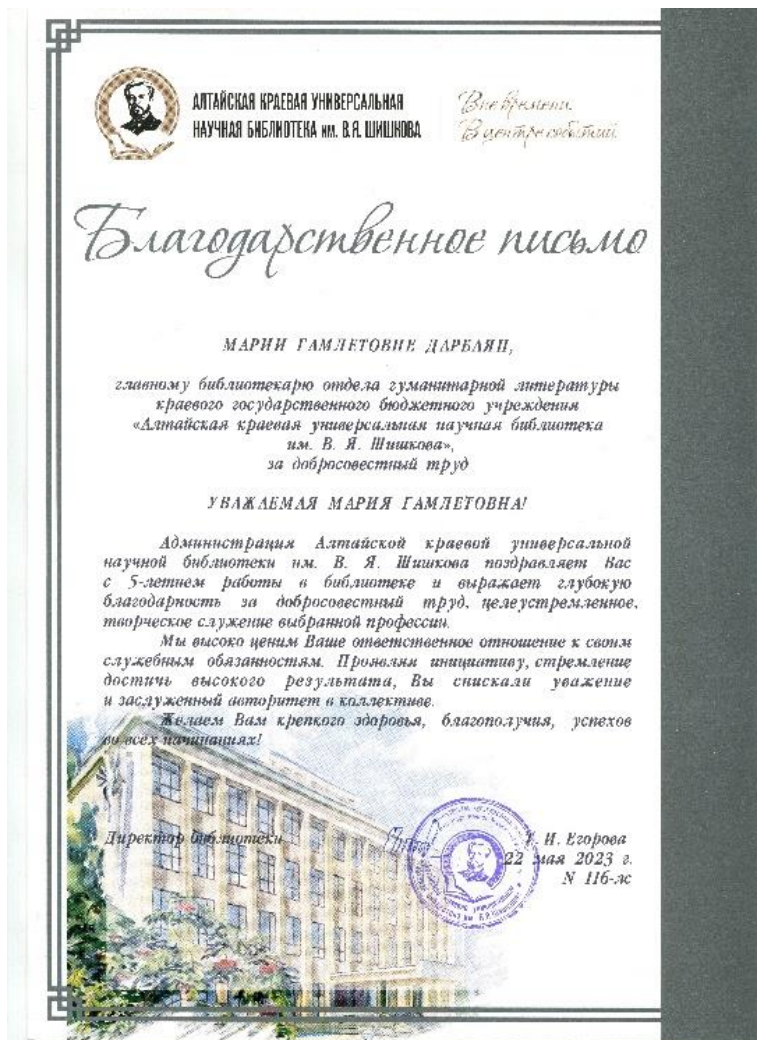 АЛТАЙСКАЯ КРАЕВАЯ УНИВЕРСАЛЬНАЯ
НАУЧНАЯ БИБЛИОТЕКА им. В.Я. ШИШКОВА
Вне времени.
В центре событий.
Благодарственное письмо
МАРИИ ГАМЛЕТОВНЕ ДАРБЛЯН,
главному библиотекарю отдела гуманитарной литературы
краевого государственного бюджетного учреждения
«Алтайская краевая универсальная научная библиотека
им. В. Я. Шишкова»,
за добросовестный труд
УВАЖАЕМАЯ МАРИЯ ГАМЛЕТОВНА!
Администрация Алтайской краевой универсальной
научной библиотеки им. В. Я. Шишкова поздравляет Вас
с 5-летием работы в библиотеке и выражает глубокую
благодарность за добросовестный труд, целеустремленное,
творческое служение выбранной профессии.
Мы высоко ценим Ваше ответственное отношение к своим
служебным обязанностям. Проявляя инициативу, стремление
достичь высокого результата, Вы снискали уважение
и заслуженный авторитет в коллективе.
Желаем Вам крепкого здоровья, благополучия, успехов
во всех начинаниях!
Директор библиотеки
И. Егорова
22 мая 2023 г.
N 116-лс